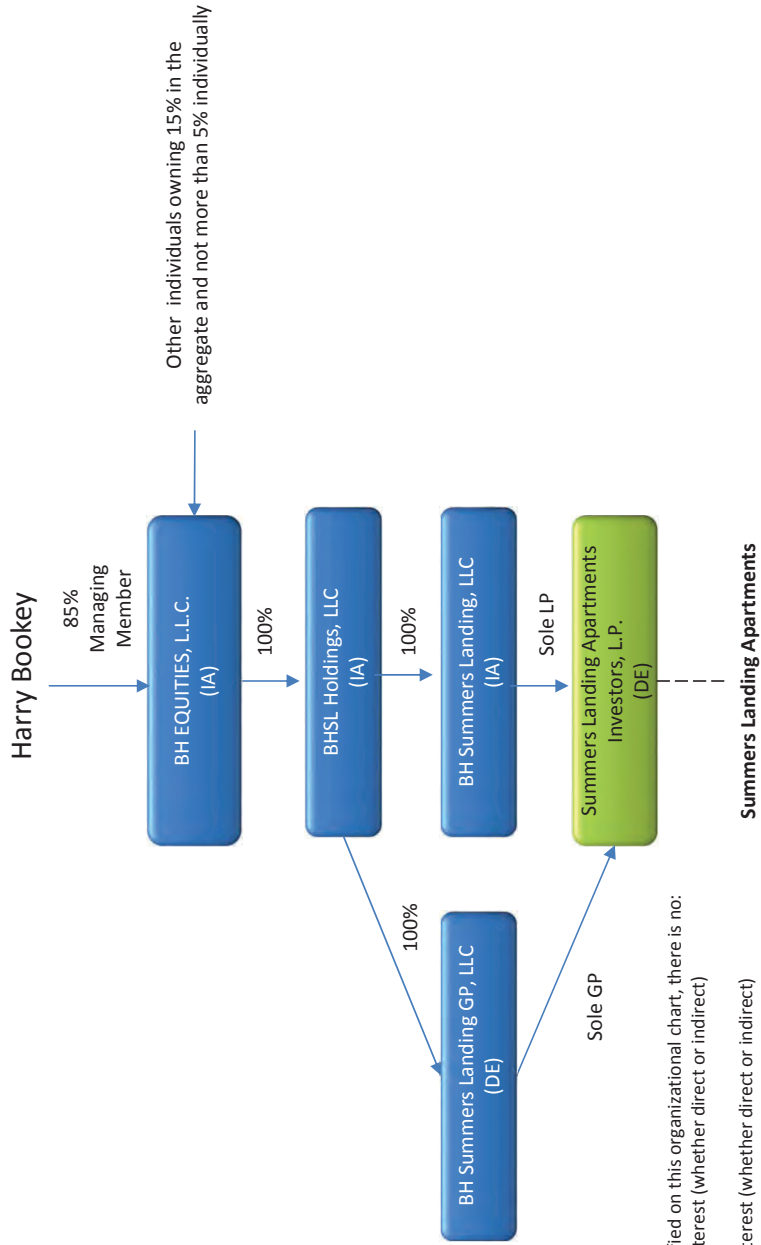 Harry Bookey
85%
Managing
Member
Other individuals owning 15% in the
aggregate and not more than 5% individually
BH EQUITIES, L.L.C.
(IA)
100%
BHSL Holdings, LLC
(IA)
100%
100%
BH Summers Landing GP, LLC
(DE)
BH Summers Landing, LLC
(IA)
Sole GP
Sole LP
Summers Landing Apartments
Investors, L.P.
(DE)
Summers Landing Apartments
on this organizational chart, there is no:
(whether direct or indirect)
(whether direct or indirect)